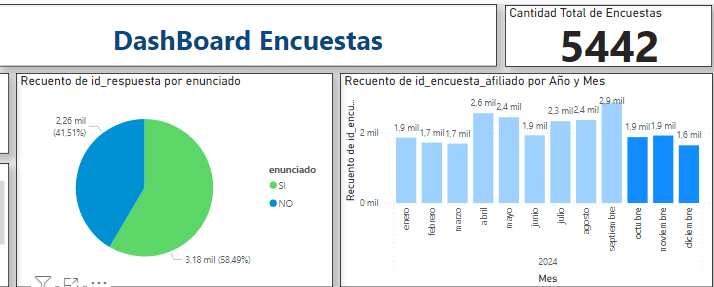 DashBoard Encuestas
Cantidad Total de Encuestas
5442
Recuento de id_respuesta por enunciado
2,26 mil
(41,51%)
3,18 mil (58,49%)
enunciado
SI
NO
Recuento de id_encuesta_afiliado por Año y Mes
Recuento de id_encu...
2 mil
0 mil
1,9 mil
1,7 mil
1,7 mil
2,6 mil
2,4 mil
1,9 mil
2,3 mil
2,4 mil
2,9 mil
1,9 mil
1,9 mil
1,6 mil
enero
febrero
marzo
abril
mayo
junio
julio
agosto
septiembre
octubre
noviembre
diciembre
2024
Mes